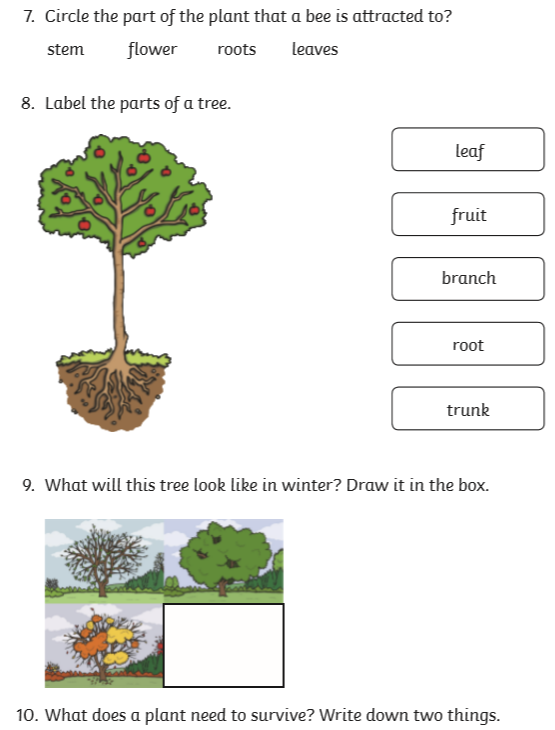 7. Circle the part of the plant that a bee is attracted to?
stem flower roots leaves
8. Label the parts of a tree.
leaf
fruit
branch
root
trunk
9. What will this tree look like in winter? Draw it in the box.
10. What does a plant need to survive? Write down two things.